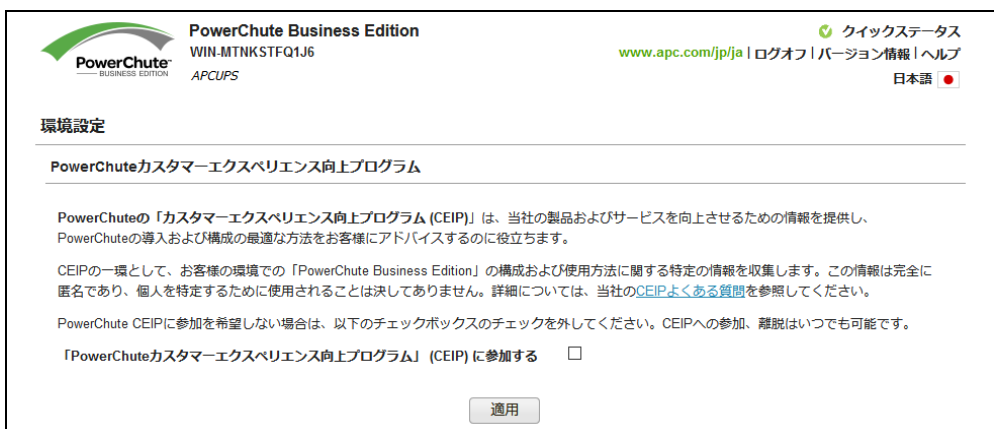 PowerChute Business Edition
WIN-MTNKSTFQ1J6
APCUPS
PowerChute™
BUSINESS EDITION
クイックステータス
www.apc.com/jp/ja | ログオフ | バージョン情報 | ヘルプ
日本語
環境設定
PowerChuteカスタマーエクスペリエンス向上プログラム
PowerChuteの「カスタマーエクスペリエンス向上プログラム (CEIP)」は、当社の製品およびサービスを向上させるための情報を提供し、
PowerChuteの導入および構成の最適な方法をお客様にアドバイスするのに役立ちます。
CEIPの一環として、お客様の環境での「PowerChute Business Edition」の構成および使用方法に関する特定の情報を収集します。この情報は完全に
匿名であり、個人を特定するために使用されることは決してありません。詳細については、当社のCEIPよくある質問を参照してください。
PowerChute CEIPに参加を希望しない場合は、以下のチェックボックスのチェックを外してください。CEIPへの参加、離脱はいつでも可能です。
「PowerChuteカスタマーエクスペリエンス向上プログラム」 (CEIP) に参加する
適用